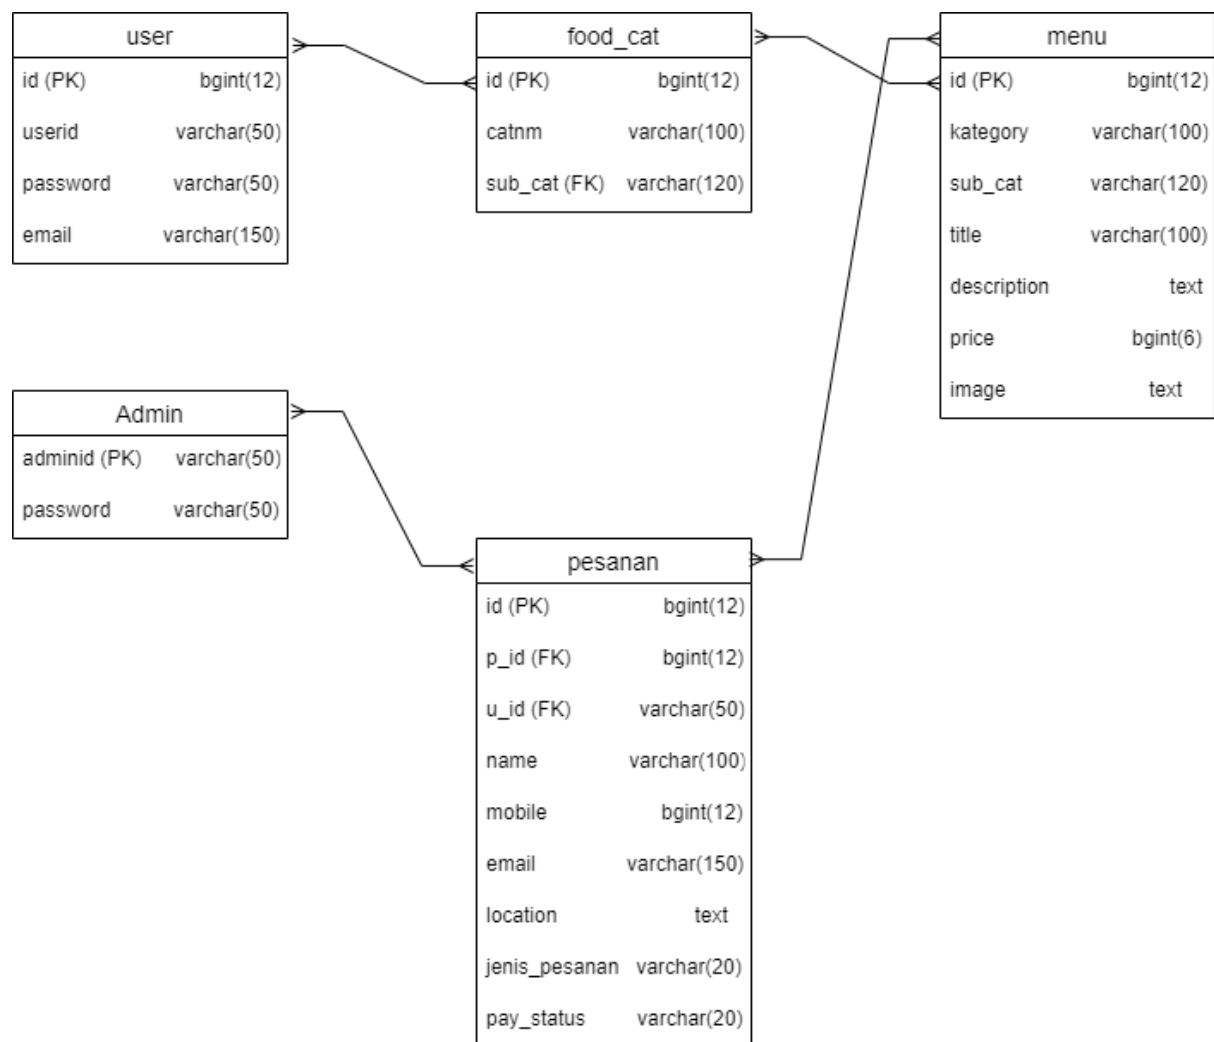 user
id (PK) bgint(12)
userid varchar(50)
password varchar(50)
email varchar(150)
food_cat
id (PK) bgint(12)
catnm varchar(100)
sub_cat (FK) varchar(120)
menu
id (PK) bgint(12)
kategory varchar(100)
sub_cat varchar(120)
title varchar(100)
description text
price bgint(6)
image text
Admin
adminid (PK) varchar(50)
password varchar(50)
pesanan
id (PK) bgint(12)
p_id (FK) bgint(12)
u_id (FK) varchar(50)
name varchar(100)
mobile bgint(12)
email varchar(150)
location text
jenis_pesanan varchar(20)
pay_status varchar(20)